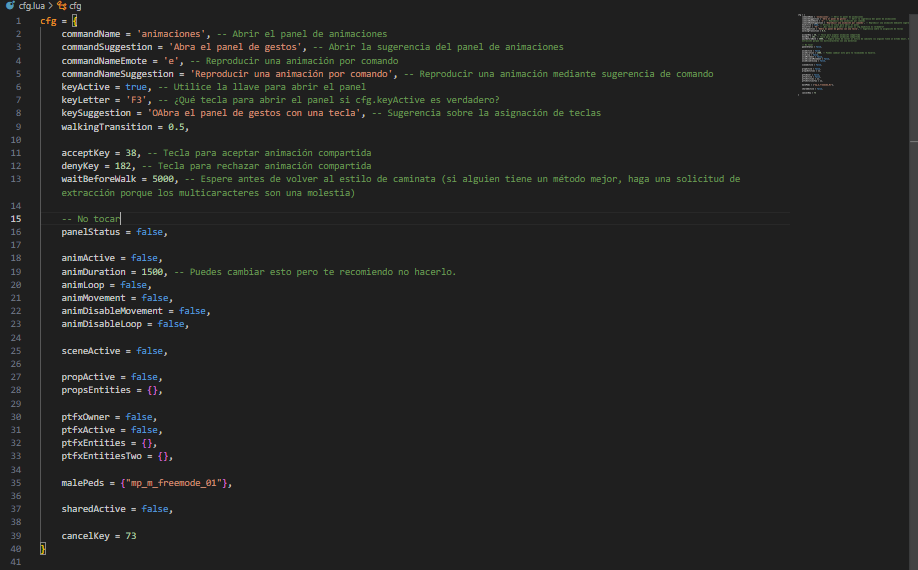 cfg.lua > cfg
1 cfg = {
2 commandName = 'animaciones', -- Abrir el panel de animaciones
3 commandSuggestion = 'Abra el panel de gestos', -- Abrir la sugerencia del panel de animaciones
4 commandNameEmote = 'e', -- Reproducir una animación por comando
5 commandNameSuggestion = 'Reproducir una animación por comando', -- Reproducir una animación mediante sugerencia de comando
6 keyActive = true, -- Utilice la llave para abrir el panel
7 keyLetter = 'F3', -- ¿Qué tecla para abrir el panel si cfg.keyActive es verdadero?
8 keySuggestion = 'OAbra el panel de gestos con una tecla', -- Sugerencia sobre la asignación de teclas
9 walkingTransition = 0.5,
10
11 acceptKey = 38, -- Tecla para aceptar animación compartida
12 denyKey = 182, -- Tecla para rechazar animación compartida
13 waitBeforeWalk = 5000, -- Espere antes de volver al estilo de caminata (si alguien tiene un método mejor, haga una solicitud de
extracción porque los multicaracteres son una molestia)
14
15 -- No tocar
16 panelStatus = false,
17
18 animActive = false,
19 animDuration = 1500, -- Puedes cambiar esto pero te recomiendo no hacerlo.
20 animLoop = false,
21 animMovement = false,
22 animDisableMovement = false,
23 animDisableLoop = false,
24
25 sceneActive = false,
26
27 propActive = false,
28 propsEntities = {},
29
30 ptfxOwner = false,
31 ptfxActive = false,
32 ptfxEntities = {},
33 ptfxEntitiesTwo = {},
34
35 malePeds = {"mp_m_freemode_01"},
36
37 sharedActive = false,
38
39 cancelKey = 73
40 }
41